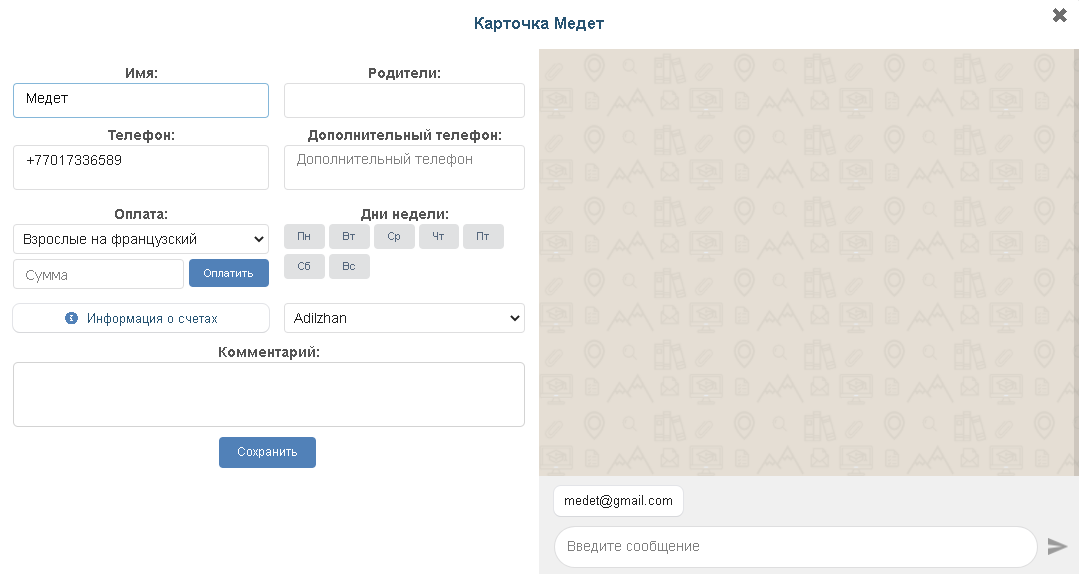 Карточка Медет
Имя:
Родители:
Медет
Телефон:
Дополнительный телефон:
+77017336589
Дополнительный телефон
Оплата:
Дни недели:
Взрослые на французский
Пн Вт Ср Чт Пт
Сумма
Оплатить
Сб Вс
Информация о счетах
Adilzhan
Комментарий:
Сохранить
medet@gmail.com
Введите сообщение